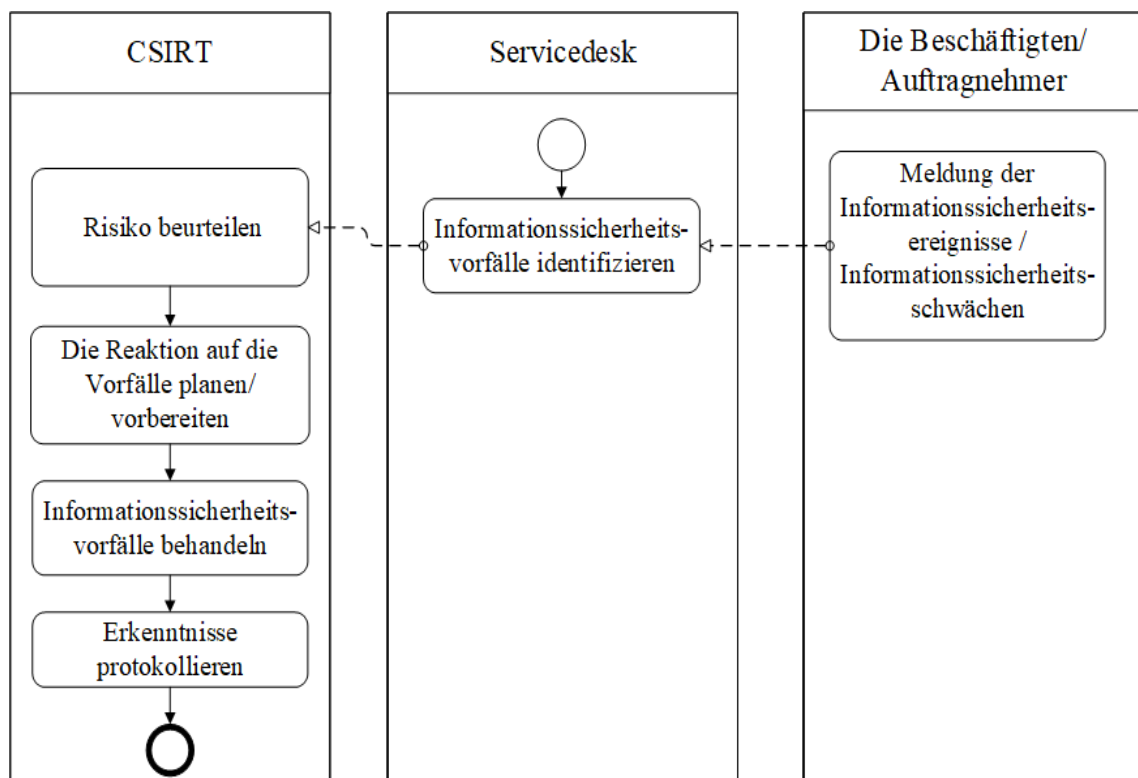 CSIRT
Risiko beurteilen
Die Reaktion auf die
Vorfälle planen/
vorbereiten
Informationssicherheits-
vorfälle behandeln
Erkenntnisse
protokollieren
Servicedesk
Informationssicherheits-
vorfälle identifizieren
Die Beschäftigten/
Auftragnehmer
Meldung der
Informationssicherheits-
ereignisse /
Informationssicherheits-
schwächen